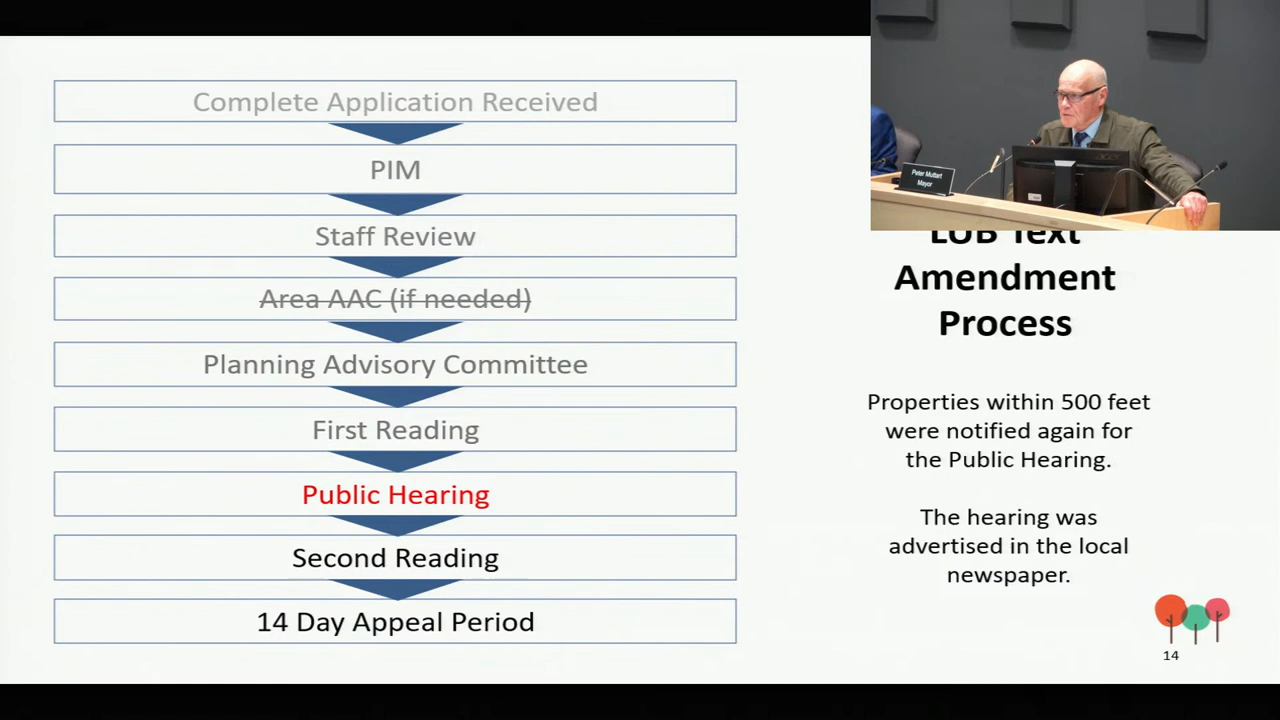 Complete Application Received
PIM
Staff Review
Area AAC (if needed)
Planning Advisory Committee
First Reading
Public Hearing
Second Reading
14 Day Appeal Period
Peter Muttart
Mayor
LUB Text
Amendment
Process
Properties within 500 feet
were notified again for
the Public Hearing.
The hearing was
advertised in the local
newspaper.
14